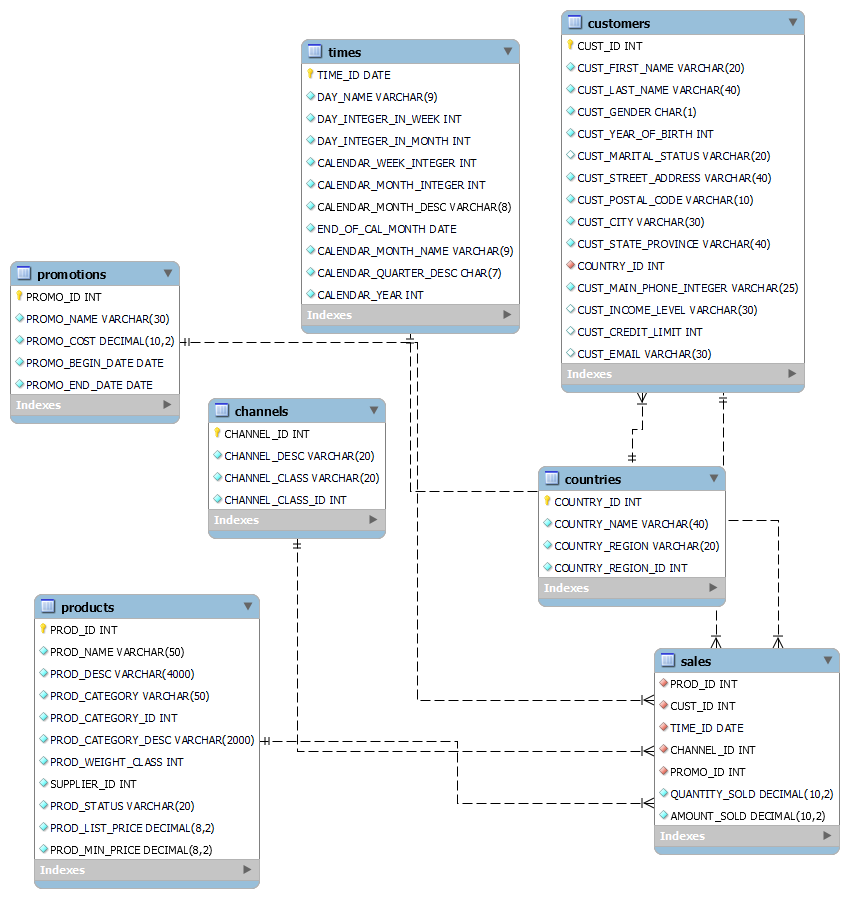 customers
CUST_ID INT
CUST_FIRST_NAME VARCHAR(20)
CUST_LAST_NAME VARCHAR(40)
CUST_GENDER CHAR(1)
CUST_YEAR_OF_BIRTH INT
CUST_MARITAL_STATUS VARCHAR(20)
CUST_STREET_ADDRESS VARCHAR(40)
CUST_POSTAL_CODE VARCHAR(10)
CUST_CITY VARCHAR(30)
CUST_STATE_PROVINCE VARCHAR(40)
COUNTRY_ID INT
CUST_MAIN_PHONE_INTEGER VARCHAR(25)
CUST_INCOME_LEVEL VARCHAR(30)
CUST_CREDIT_LIMIT INT
CUST_EMAIL VARCHAR(30)
Indexes
times
TIME_ID DATE
DAY_NAME VARCHAR(9)
DAY_INTEGER_IN_WEEK INT
DAY_INTEGER_IN_MONTH INT
CALENDAR_WEEK_INTEGER INT
CALENDAR_MONTH_INTEGER INT
CALENDAR_MONTH_DESC VARCHAR(8)
END_OF_CAL_MONTH DATE
CALENDAR_MONTH_NAME VARCHAR(9)
CALENDAR_QUARTER_DESC CHAR(7)
CALENDAR_YEAR INT
Indexes
promotions
PROMO_ID INT
PROMO_NAME VARCHAR(30)
PROMO_COST DECIMAL(10,2)
PROMO_BEGIN_DATE DATE
PROMO_END_DATE DATE
Indexes
channels
CHANNEL_ID INT
CHANNEL_DESC VARCHAR(20)
CHANNEL_CLASS VARCHAR(20)
CHANNEL_CLASS_ID INT
Indexes
countries
COUNTRY_ID INT
COUNTRY_NAME VARCHAR(40)
COUNTRY_REGION VARCHAR(20)
COUNTRY_REGION_ID INT
Indexes
products
PROD_ID INT
PROD_NAME VARCHAR(50)
PROD_DESC VARCHAR(4000)
PROD_CATEGORY VARCHAR(50)
PROD_CATEGORY_ID INT
PROD_CATEGORY_DESC VARCHAR(2000)
PROD_WEIGHT_CLASS INT
SUPPLIER_ID INT
PROD_STATUS VARCHAR(20)
PROD_LIST_PRICE DECIMAL(8,2)
PROD_MIN_PRICE DECIMAL(8,2)
Indexes
sales
PROD_ID INT
CUST_ID INT
TIME_ID DATE
CHANNEL_ID INT
PROMO_ID INT
QUANTITY_SOLD DECIMAL(10,2)
AMOUNT_SOLD DECIMAL(10,2)
Indexes